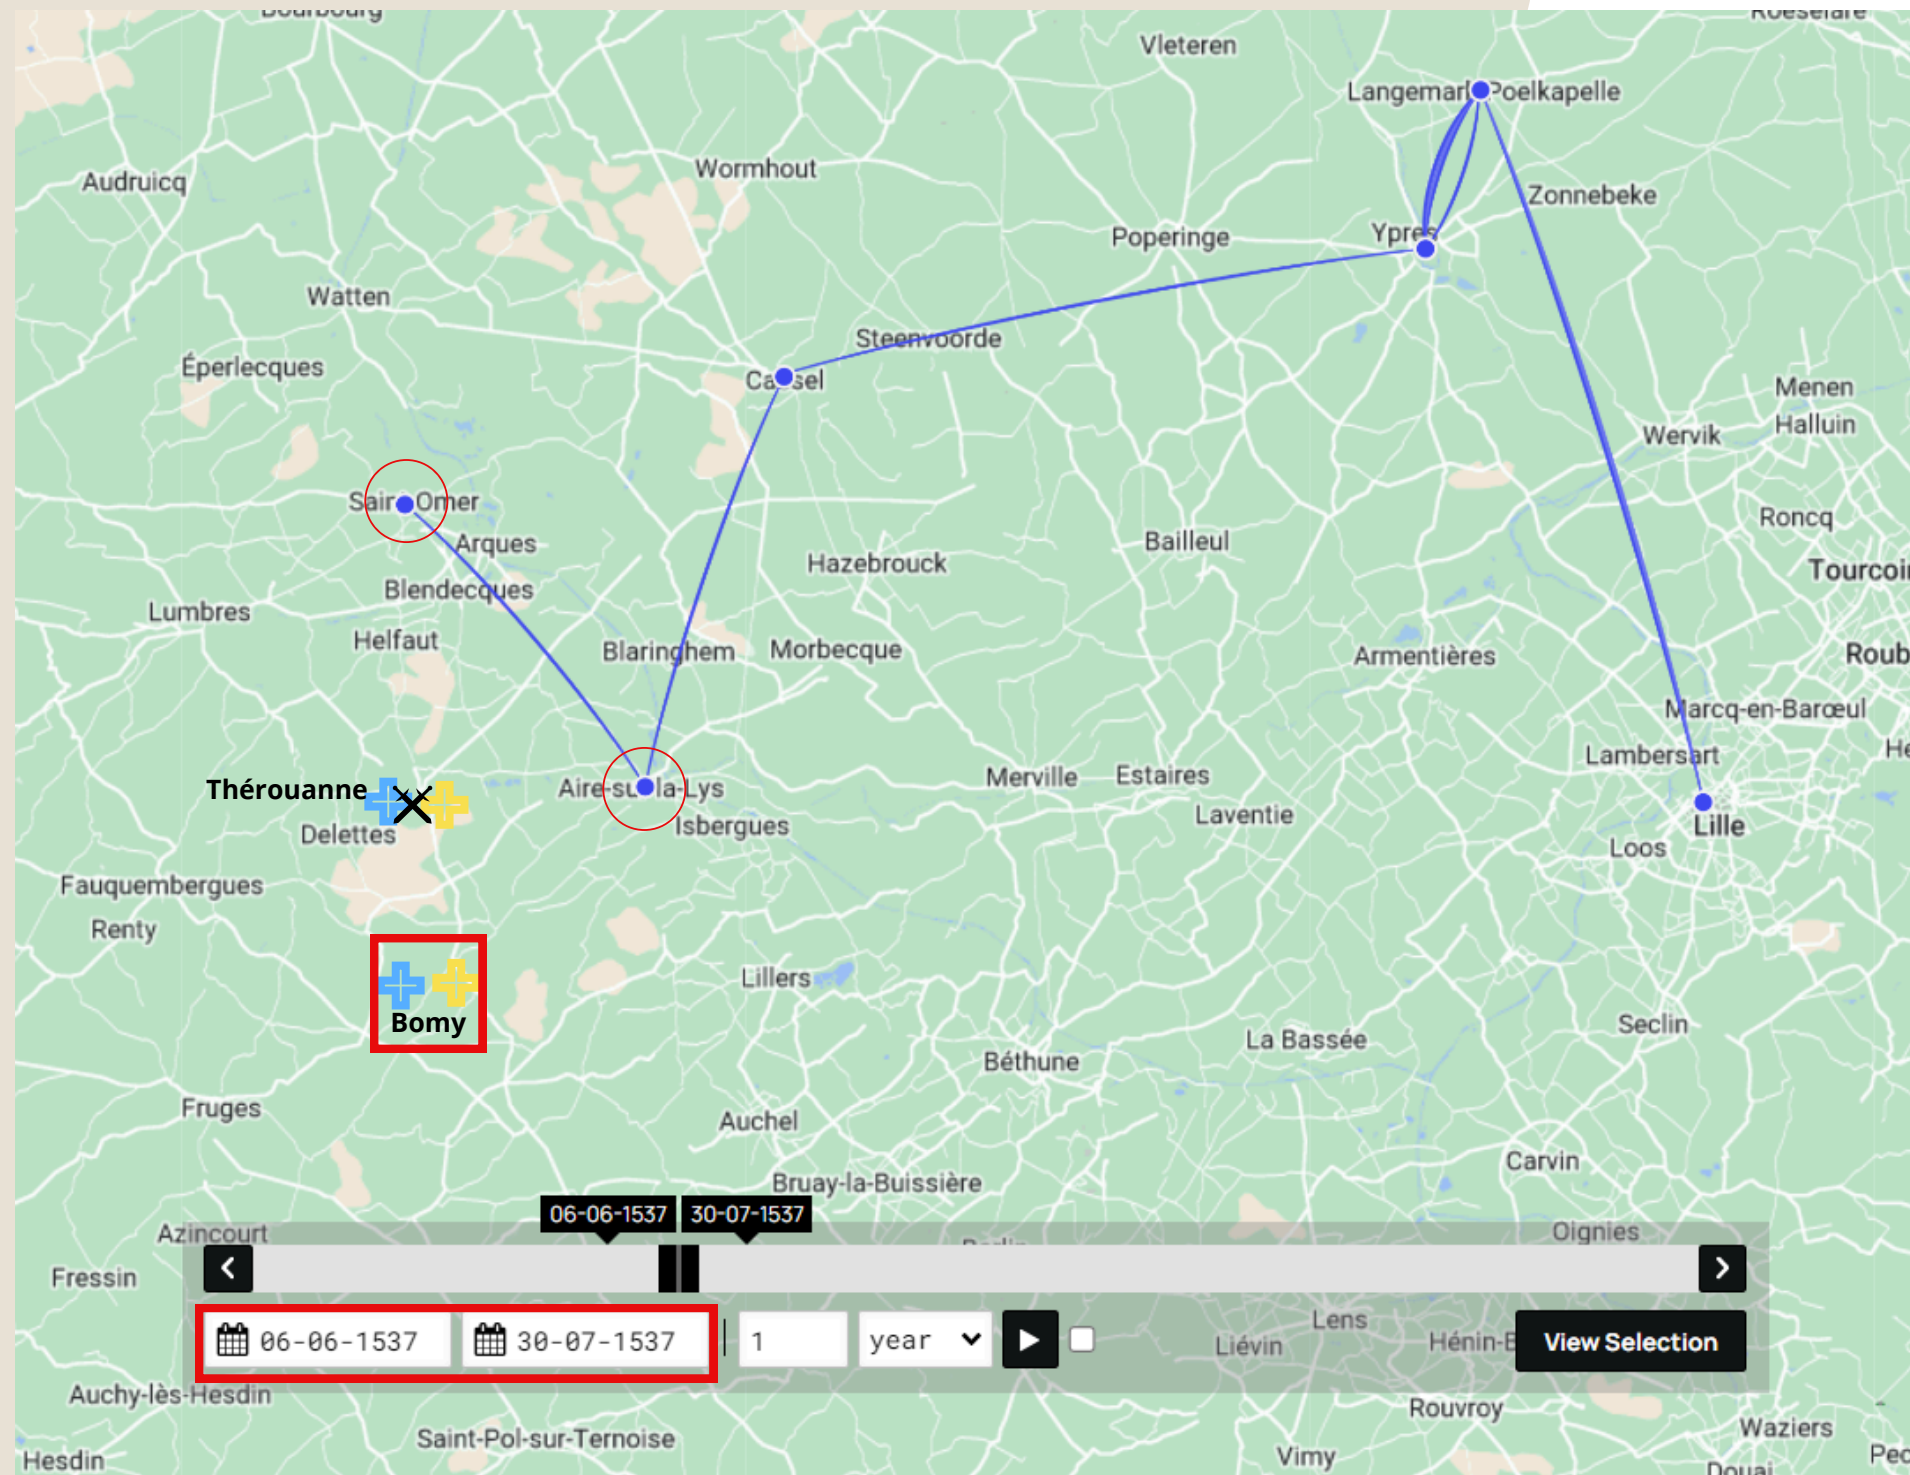 Bourbourg
Roeselare
Vleteren
Langemark-Poelkapelle
Wormhout
Audruicq
Zonnebeke
Poperinge
Ypres
Watten
Steenvoorde
Éperlecques
Cassel
Menen
Halluin
Wervik
Saint-Omer
Roncq
Arques
Bailleul
Hazebrouck
Blendecques
Lumbres
Helfaut
Blaringhem
Morbecque
Armentières
Marcq-en-Barœul
Lambersart
Merville
Estaires
Thérouanne
Aire-sur-la-Lys
Laventie
Isbergues
Lille
Delettes
Loos
Fauquembergues
Renty
Lillers
Bomy
Seclin
La Bassée
Béthune
Fruges
Auchel
Carvin
Bruay-la-Buissière
06-06-1537 30-07-1537
Azincourt
Oignies
Fressin
06-06-1537 30-07-1537 1 year
Lens
Liévin
Hénin-B
View Selection
Auchy-lès-Hesdin
Rouvroy
Waziers
Saint-Pol-sur-Ternoise
Vimy
Hesdin
Douai